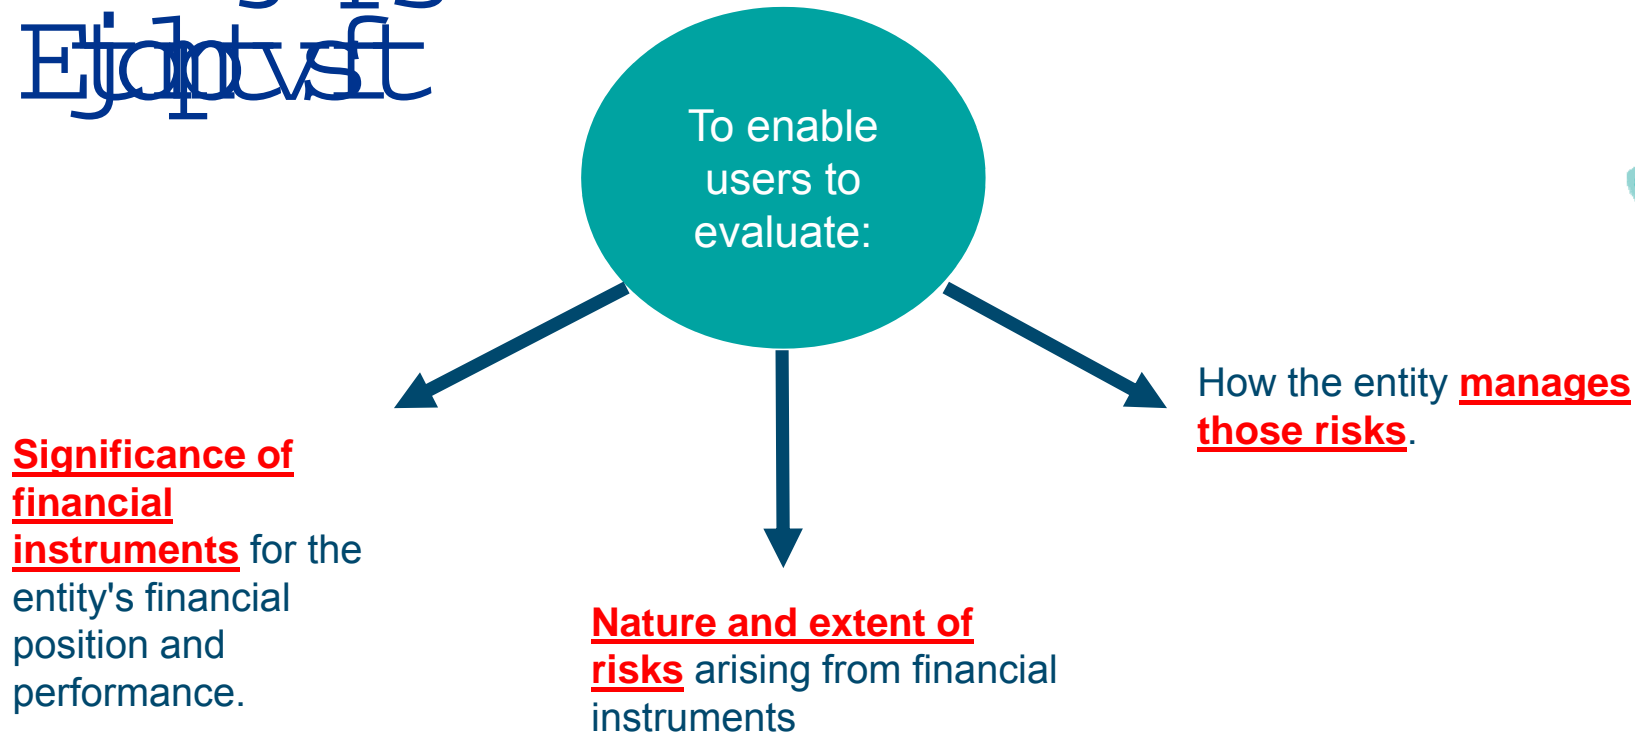 To enable
users to
evaluate:
How the entity manages
those risks.
Significance of
financial
instruments for the
entity's financial
position and
performance.
Nature and extent of
risks arising from financial
instruments